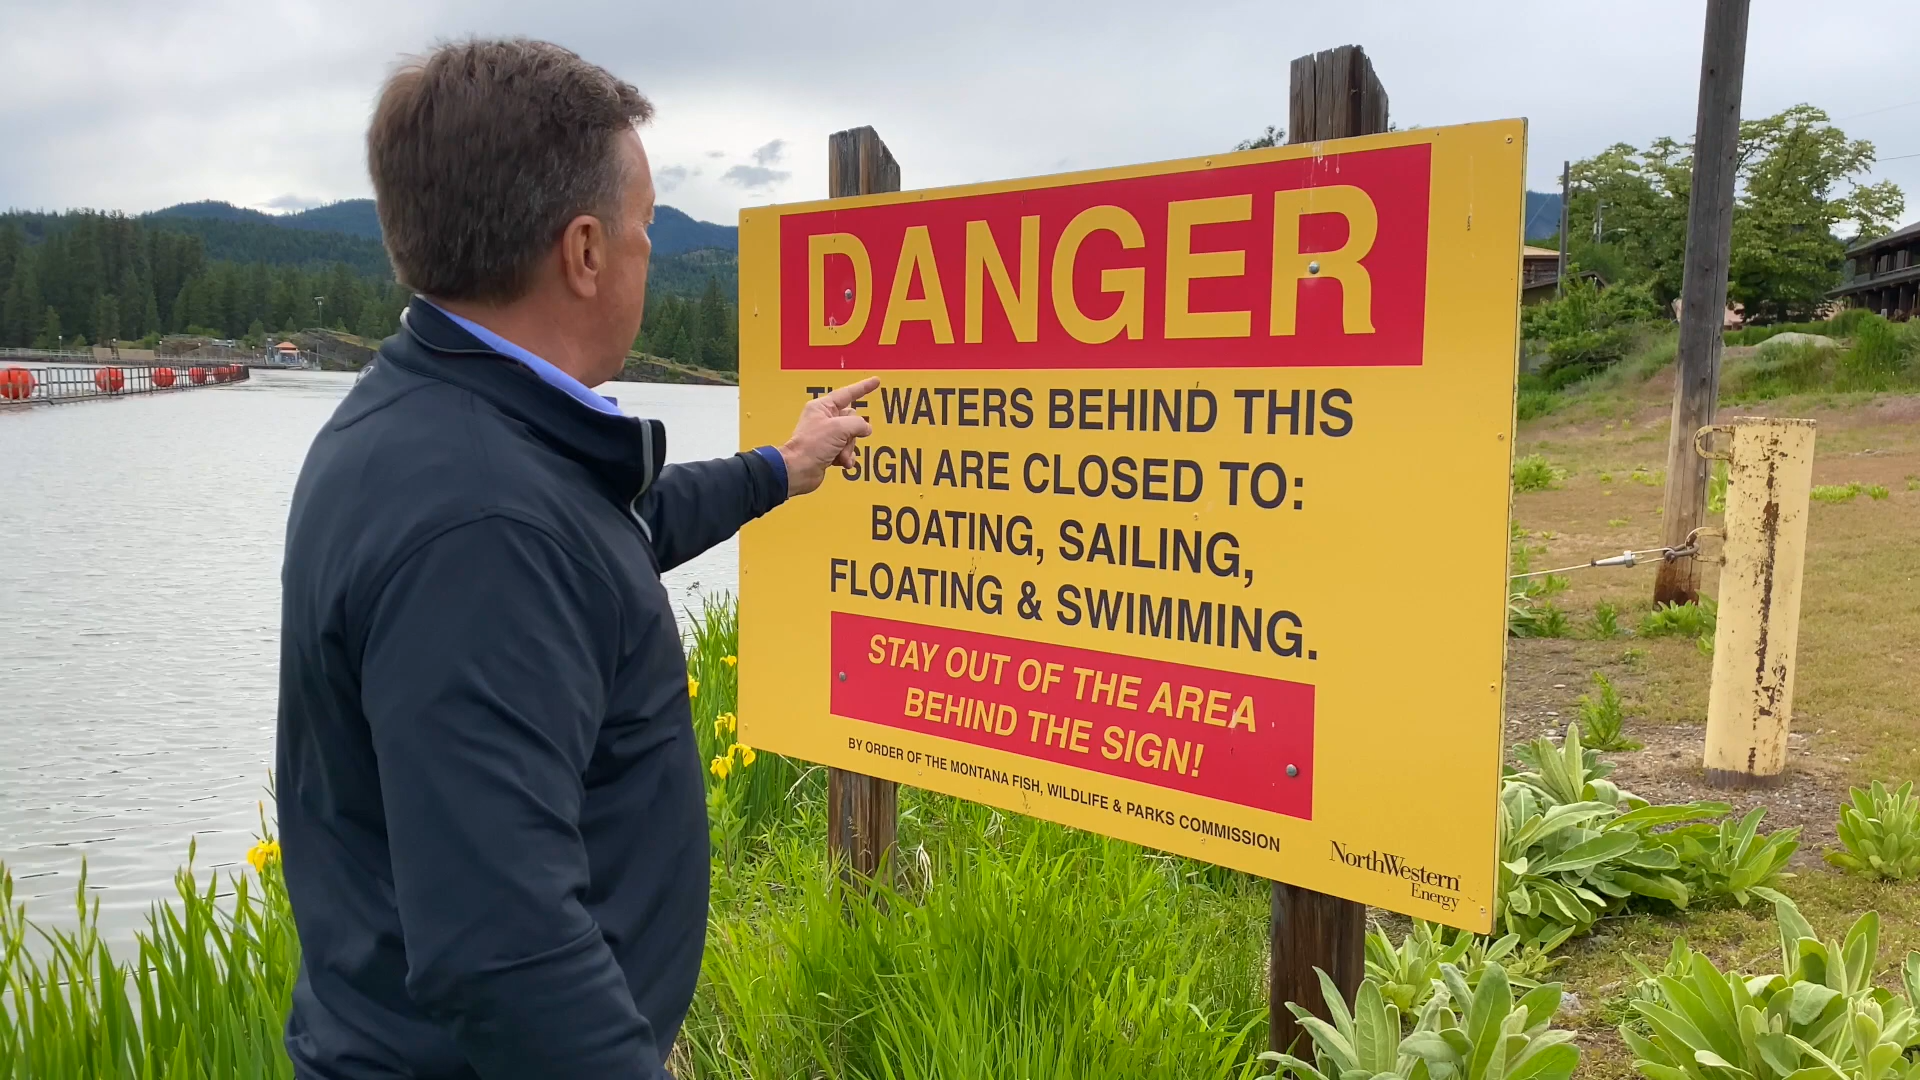 DANGER
THE WATERS BEHIND THIS
SIGN ARE CLOSED TO:
BOATING, SAILING,
FLOATING & SWIMMING.
STAY OUT OF THE AREA
BEHIND THE SIGN!
BY ORDER OF THE MONTANA FISH, WILDLIFE & PARKS COMMISSION
NorthWestern
Energy